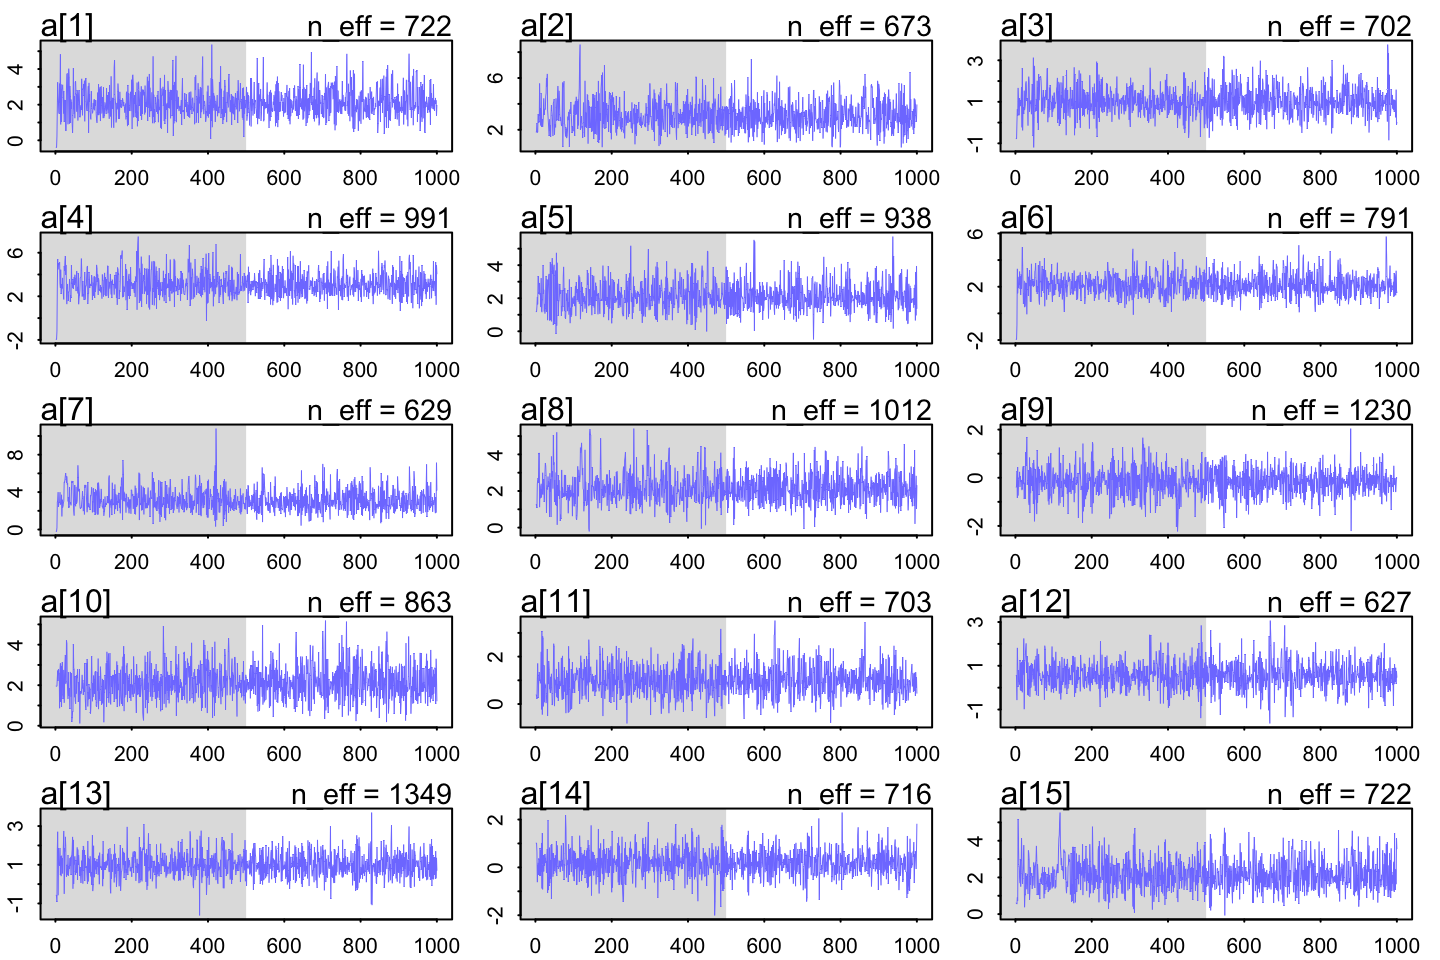 a[1] n_eff = 722 a[2] n_eff = 673 a[3] n_eff = 702
4 6 3
2 2 1
0 -1
0 200 400 600 800 1000 0 200 400 600 800 1000 0 200 400 600 800 1000
a[4] n_eff = 991 a[5] n_eff = 938 a[6] n_eff = 791
6 4 6
2 2 2
-2 0 -2
0 200 400 600 800 1000 0 200 400 600 800 1000 0 200 400 600 800 1000
a[7] n_eff = 629 a[8] n_eff = 1012 a[9] n_eff = 1230
8 4 2
4 2 0
0 0 -2
0 200 400 600 800 1000 0 200 400 600 800 1000 0 200 400 600 800 1000
a[10] n_eff = 863 a[11] n_eff = 703 a[12] n_eff = 627
4 2 3
2 0 1
0 -1
0 200 400 600 800 1000 0 200 400 600 800 1000 0 200 400 600 800 1000
a[13] n_eff = 1349 a[14] n_eff = 716 a[15] n_eff = 722
3 2 4
1 0 2
-1 -2 0
0 200 400 600 800 1000 0 200 400 600 800 1000 0 200 400 600 800 1000